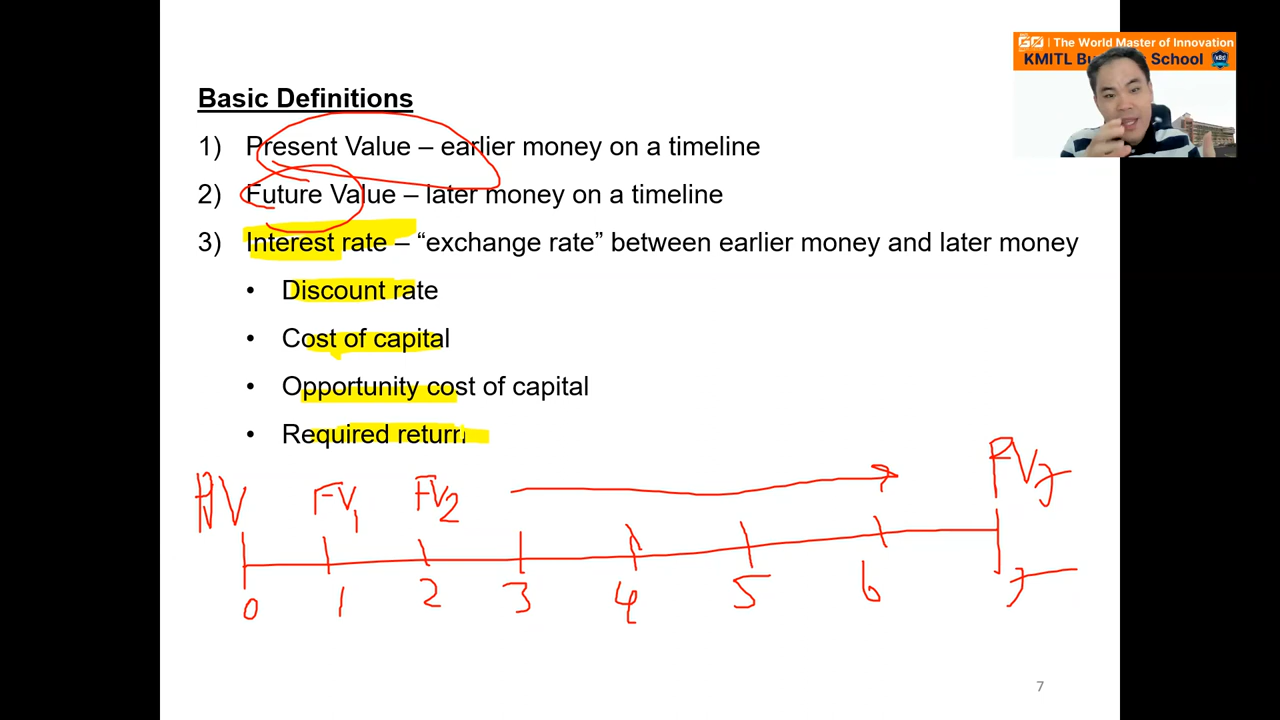 GO | The World Master of Innovation
KMITL Bu School KBS
Basic Definitions
1) Present Value – earlier money on a timeline
2) Future Value – later money on a timeline
3) Interest rate – “exchange rate” between earlier money and later money
• Discount rate
• Cost of capital
• Opportunity cost of capital
• Required return
PV FV1 FV2 FV7
0 1 2 3 4 5 6 7
7